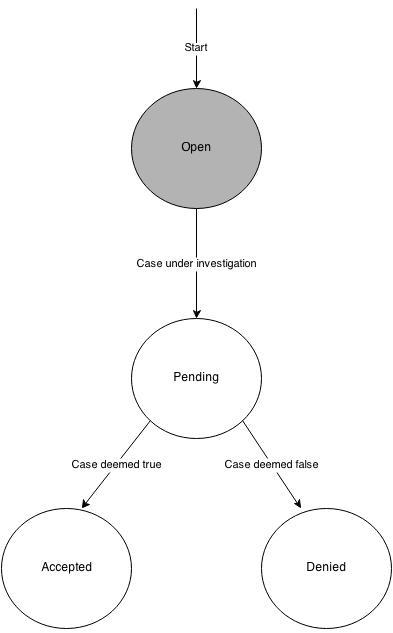 Start
Open
Case under investigation
Pending
Case deemed true
Case deemed false
Accepted
Denied